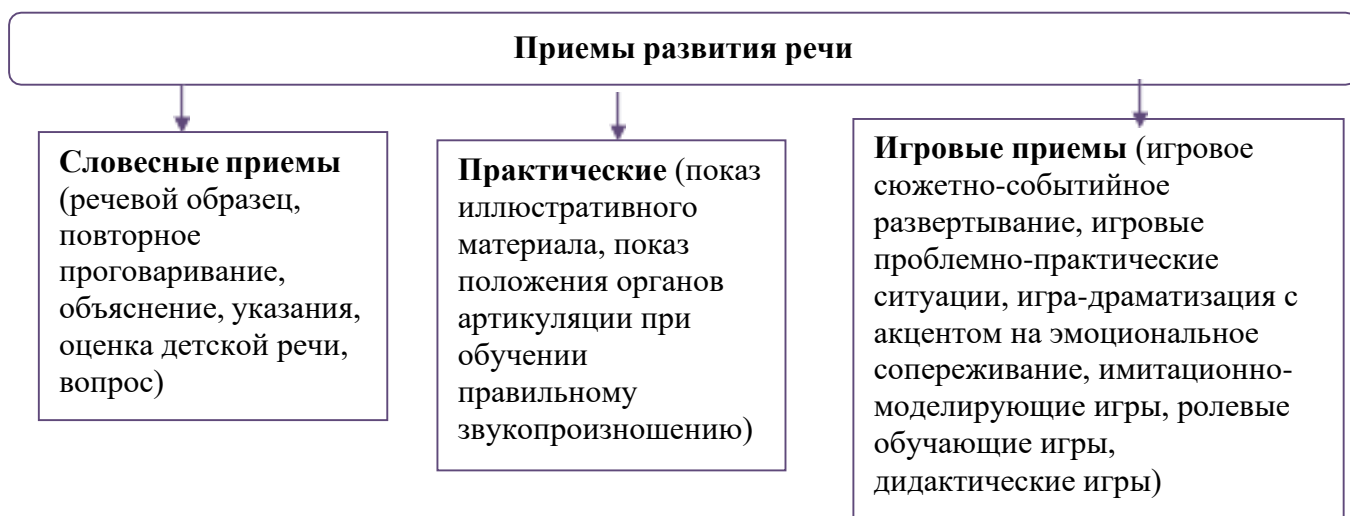 Приемы развития речи
Словесные приемы
(речевой образец,
повторное
проговаривание,
объяснение, указания,
оценка детской речи,
вопрос)
Практические (показ
иллюстративного
материала, показ
положения органов
артикуляции при
обучении
правильному
звукопроизношению)
Игровые приемы (игровое
сюжетно-событийное
развертывание, игровые
проблемно-практические
ситуации, игра-драматизация с
акцентом на эмоциональное
сопереживание, имитационно-
моделирующие игры, ролевые
обучающие игры,
дидактические игры)